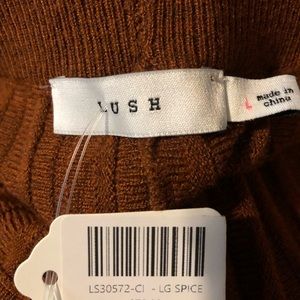 LUSH
L
made in
china
LS30572-CI - LG SPICE